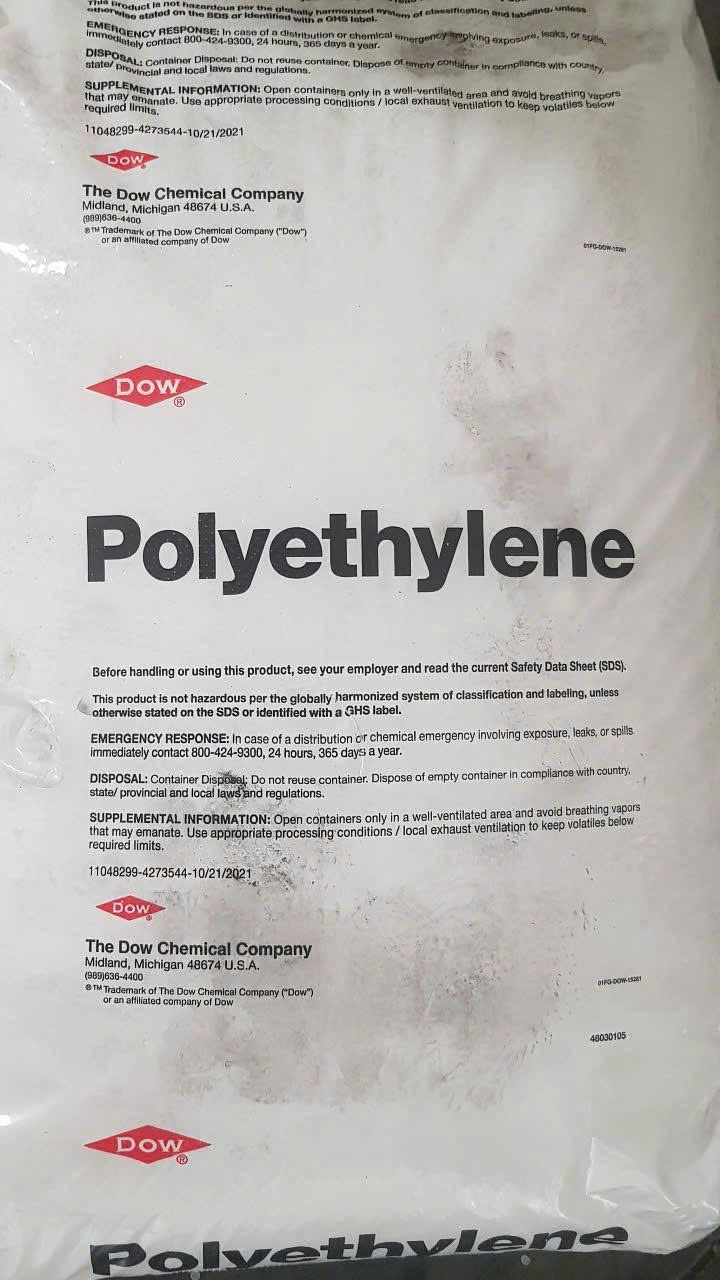 This product is not hazardous per the globally harmonized system of classification and labeling, unless
otherwise stated on the SDS or identified with a GHS label.
EMERGENCY RESPONSE: In case of a distribution or chemical emergency involving exposure, leaks, or spills,
immediately contact 800-424-9300, 24 hours, 365 days a year.
DISPOSAL: Container Disposal: Do not reuse container. Dispose of empty container in compliance with country,
state/ provincial and local laws and regulations.
SUPPLEMENTAL INFORMATION: Open containers only in a well-ventilated area and avoid breathing vapors
that may emanate. Use appropriate processing conditions / local exhaust ventilation to keep volatiles below
required limits.
11048299-4273544-10/21/2021
DOW
®
The Dow Chemical Company
Midland, Michigan 48674 U.S.A.
(989)636-4400
®™ Trademark of The Dow Chemical Company ("Dow")
or an affiliated company of Dow
01FG-DOW-15281
DOW
®
Polyethylene
Before handling or using this product, see your employer and read the current Safety Data Sheet (SDS).
This product is not hazardous per the globally harmonized system of classification and labeling, unless
otherwise stated on the SDS or identified with a GHS label.
EMERGENCY RESPONSE: In case of a distribution or chemical emergency involving exposure, leaks, or spills
immediately contact 800-424-9300, 24 hours, 365 days a year.
DISPOSAL: Container Disposal: Do not reuse container. Dispose of empty container in compliance with country,
state/ provincial and local laws and regulations.
SUPPLEMENTAL INFORMATION: Open containers only in a well-ventilated area and avoid breathing vapors
that may emanate. Use appropriate processing conditions / local exhaust ventilation to keep volatiles below
required limits.
11048299-4273544-10/21/2021
DOW
®
The Dow Chemical Company
Midland, Michigan 48674 U.S.A.
(989)636-4400
®™ Trademark of The Dow Chemical Company ("Dow")
or an affiliated company of Dow
01FG-DOW-15281
48030105
DOW
®
Polyethylene